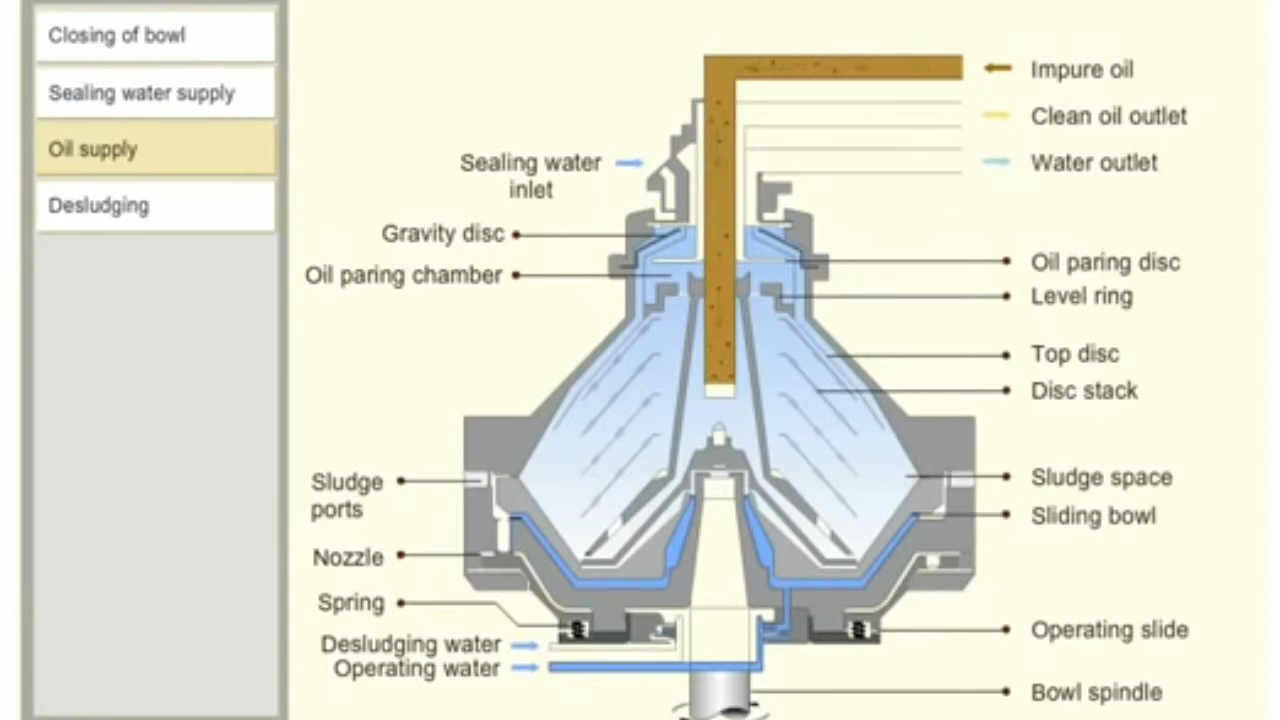 Closing of bowl
Sealing water supply
Oil supply
Desludging
Impure oil
Clean oil outlet
Water outlet
Sealing water
inlet
Gravity disc
Oil paring chamber
Oil paring disc
Level ring
Top disc
Disc stack
Sludge
ports
Sludge space
Sliding bowl
Nozzle
Spring
Desludging water
Operating water
Operating slide
Bowl spindle